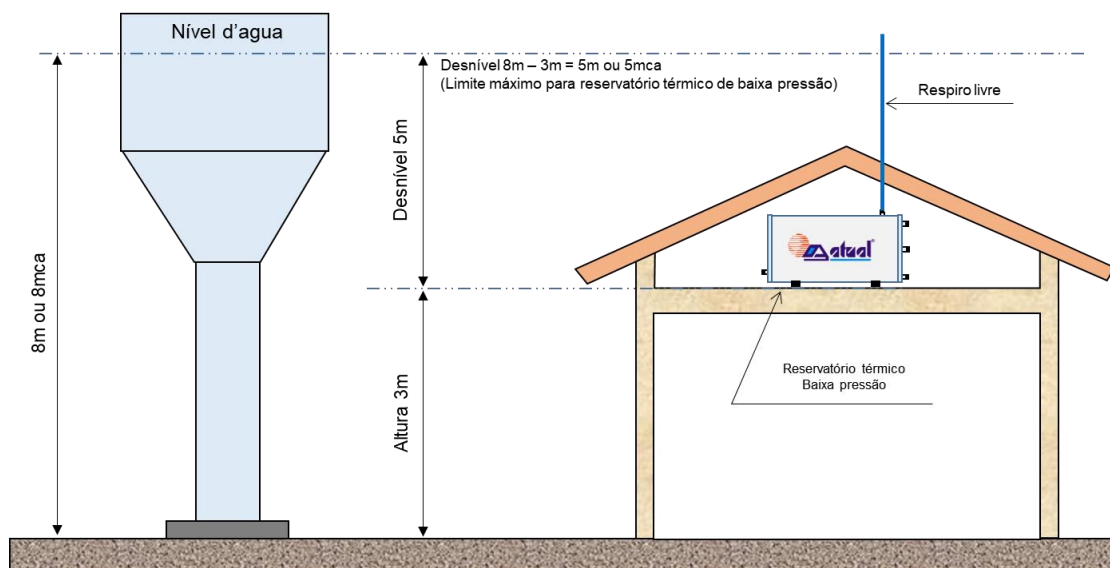 Nível d’agua
Desnível 8m – 3m = 5m ou 5mca
(Limite máximo para reservatório térmico de baixa pressão)
Respiro livre
8m ou 8mca
Desnível 5m
Altura 3m
atual®
Reservatório térmico
Baixa pressão